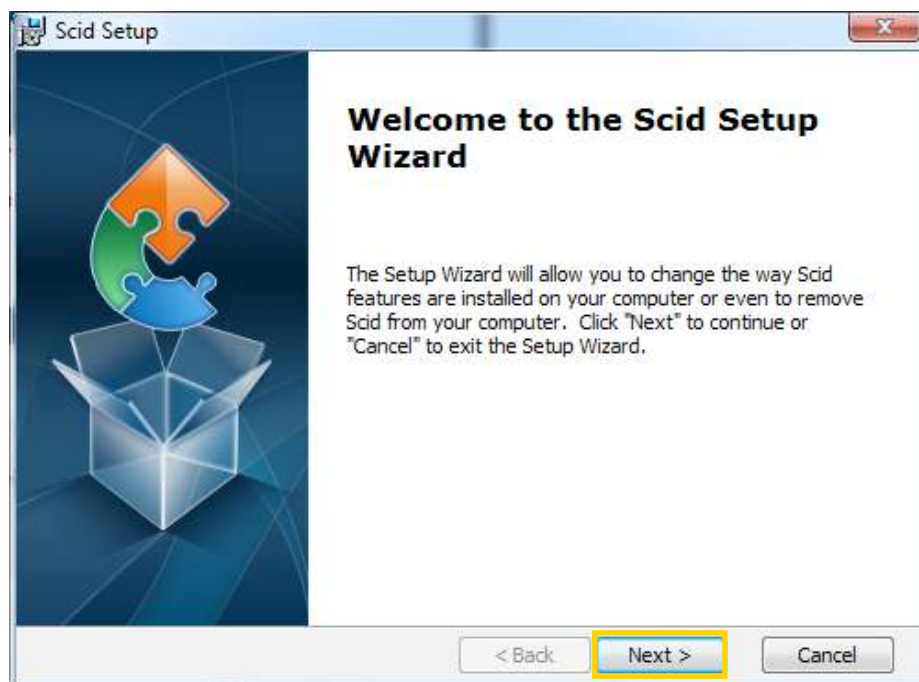 Scid Setup
Welcome to the Scid Setup
Wizard
The Setup Wizard will allow you to change the way Scid
features are installed on your computer or even to remove
Scid from your computer. Click "Next" to continue or
"Cancel" to exit the Setup Wizard.
< Back Next > Cancel